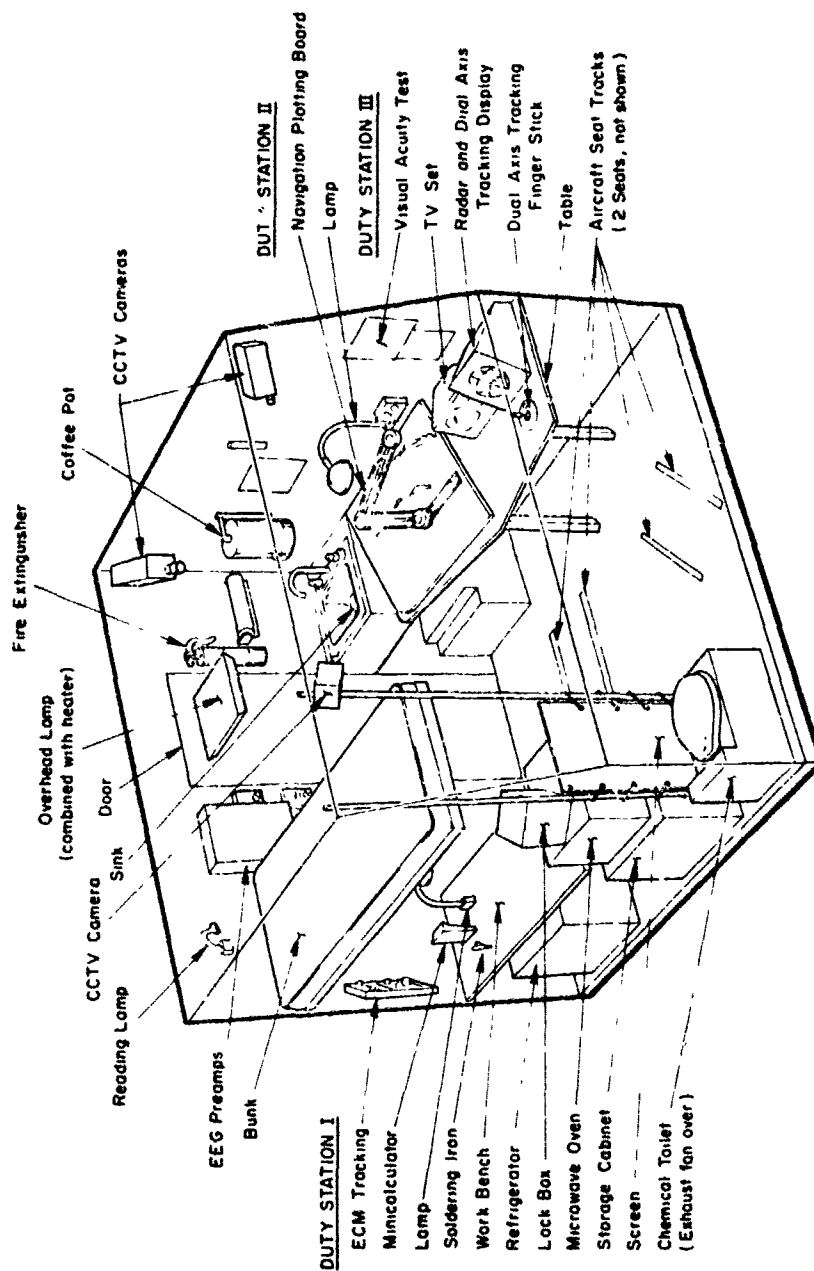 Fire Extinguisher
Overhead Lamp
(combined with heater)
Door
Sink
CCTV Camera
Reading Lamp
Coffee Pot
CCTV Cameras
EEG Preamps
Bunk
DUTY STATION I
ECM Tracking
Minicalculator
Lamp
Soldering Iron
Work Bench
Refrigerator
Lock Box
Microwave Oven
Storage Cabinet
Screen
Chemical Toilet
(Exhaust fan over)
DUT STATION II
Navigation Plotting Board
Lamp
DUTY STATION III
Visual Acuity Test
TV Set
Radar and Dual Axis
Tracking Display
Dual Axis Tracking
Finger Stick
Table
Aircraft Seat Tracks
(2 Seats, not shown)